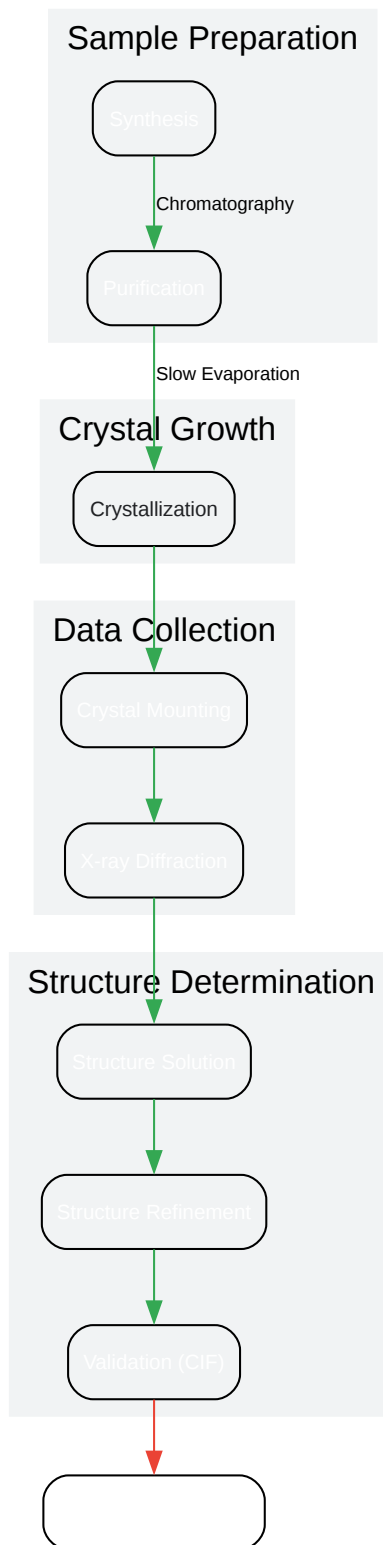 Sample Preparation
Synthesis
Chromatography
Purification
Slow Evaporation
Crystal Growth
Crystallization
Data Collection
Crystal Mounting
X-ray Diffraction
Structure Determination
Structure Solution
Structure Refinement
Validation (CIF)